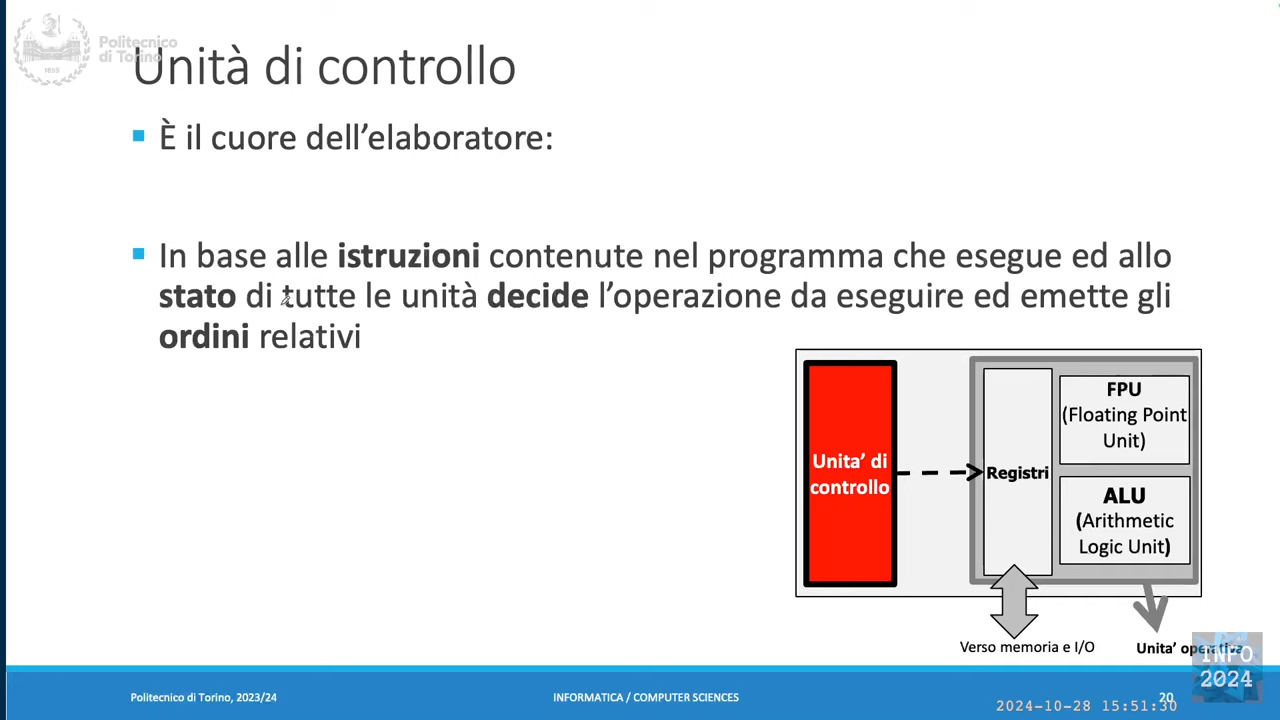 Politecnico
di Torino
1859
Unità di controllo
È il cuore dell’elaboratore:
In base alle istruzioni contenute nel programma che esegue ed allo
stato di tutte le unità decide l’operazione da eseguire ed emette gli
ordini relativi
Unita’ di
controllo
Registri
FPU
(Floating Point
Unit)
ALU
(Arithmetic
Logic Unit)
Verso memoria e I/O
Unita’ operativa
INFO
2024
Politecnico di Torino, 2023/24
INFORMATICA / COMPUTER SCIENCES
20
2024-10-28 15:51:30